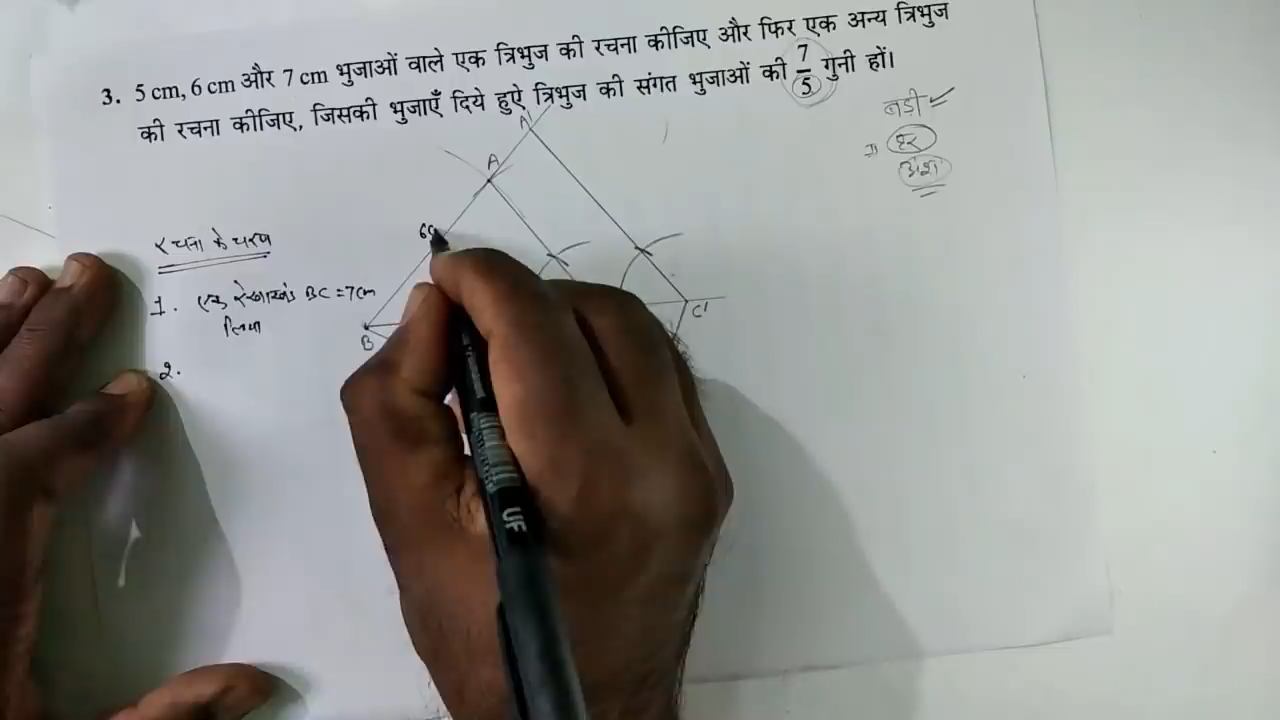 3. 5 cm, 6 cm और 7 cm भुजाओं वाले एक त्रिभुज की रचना कीजिए और फिर एक अन्य त्रिभुज
की रचना कीजिए, जिसकी भुजाएँ दिये हुऐ त्रिभुज की संगत भुजाओं की 7/5 गुनी हों।
बड़ी ✓
= हर
अंश
A'
A
6c
रचना के चरण
1. एक रेखाखंड BC = 7cm
लिया
B
C'
2.
UF